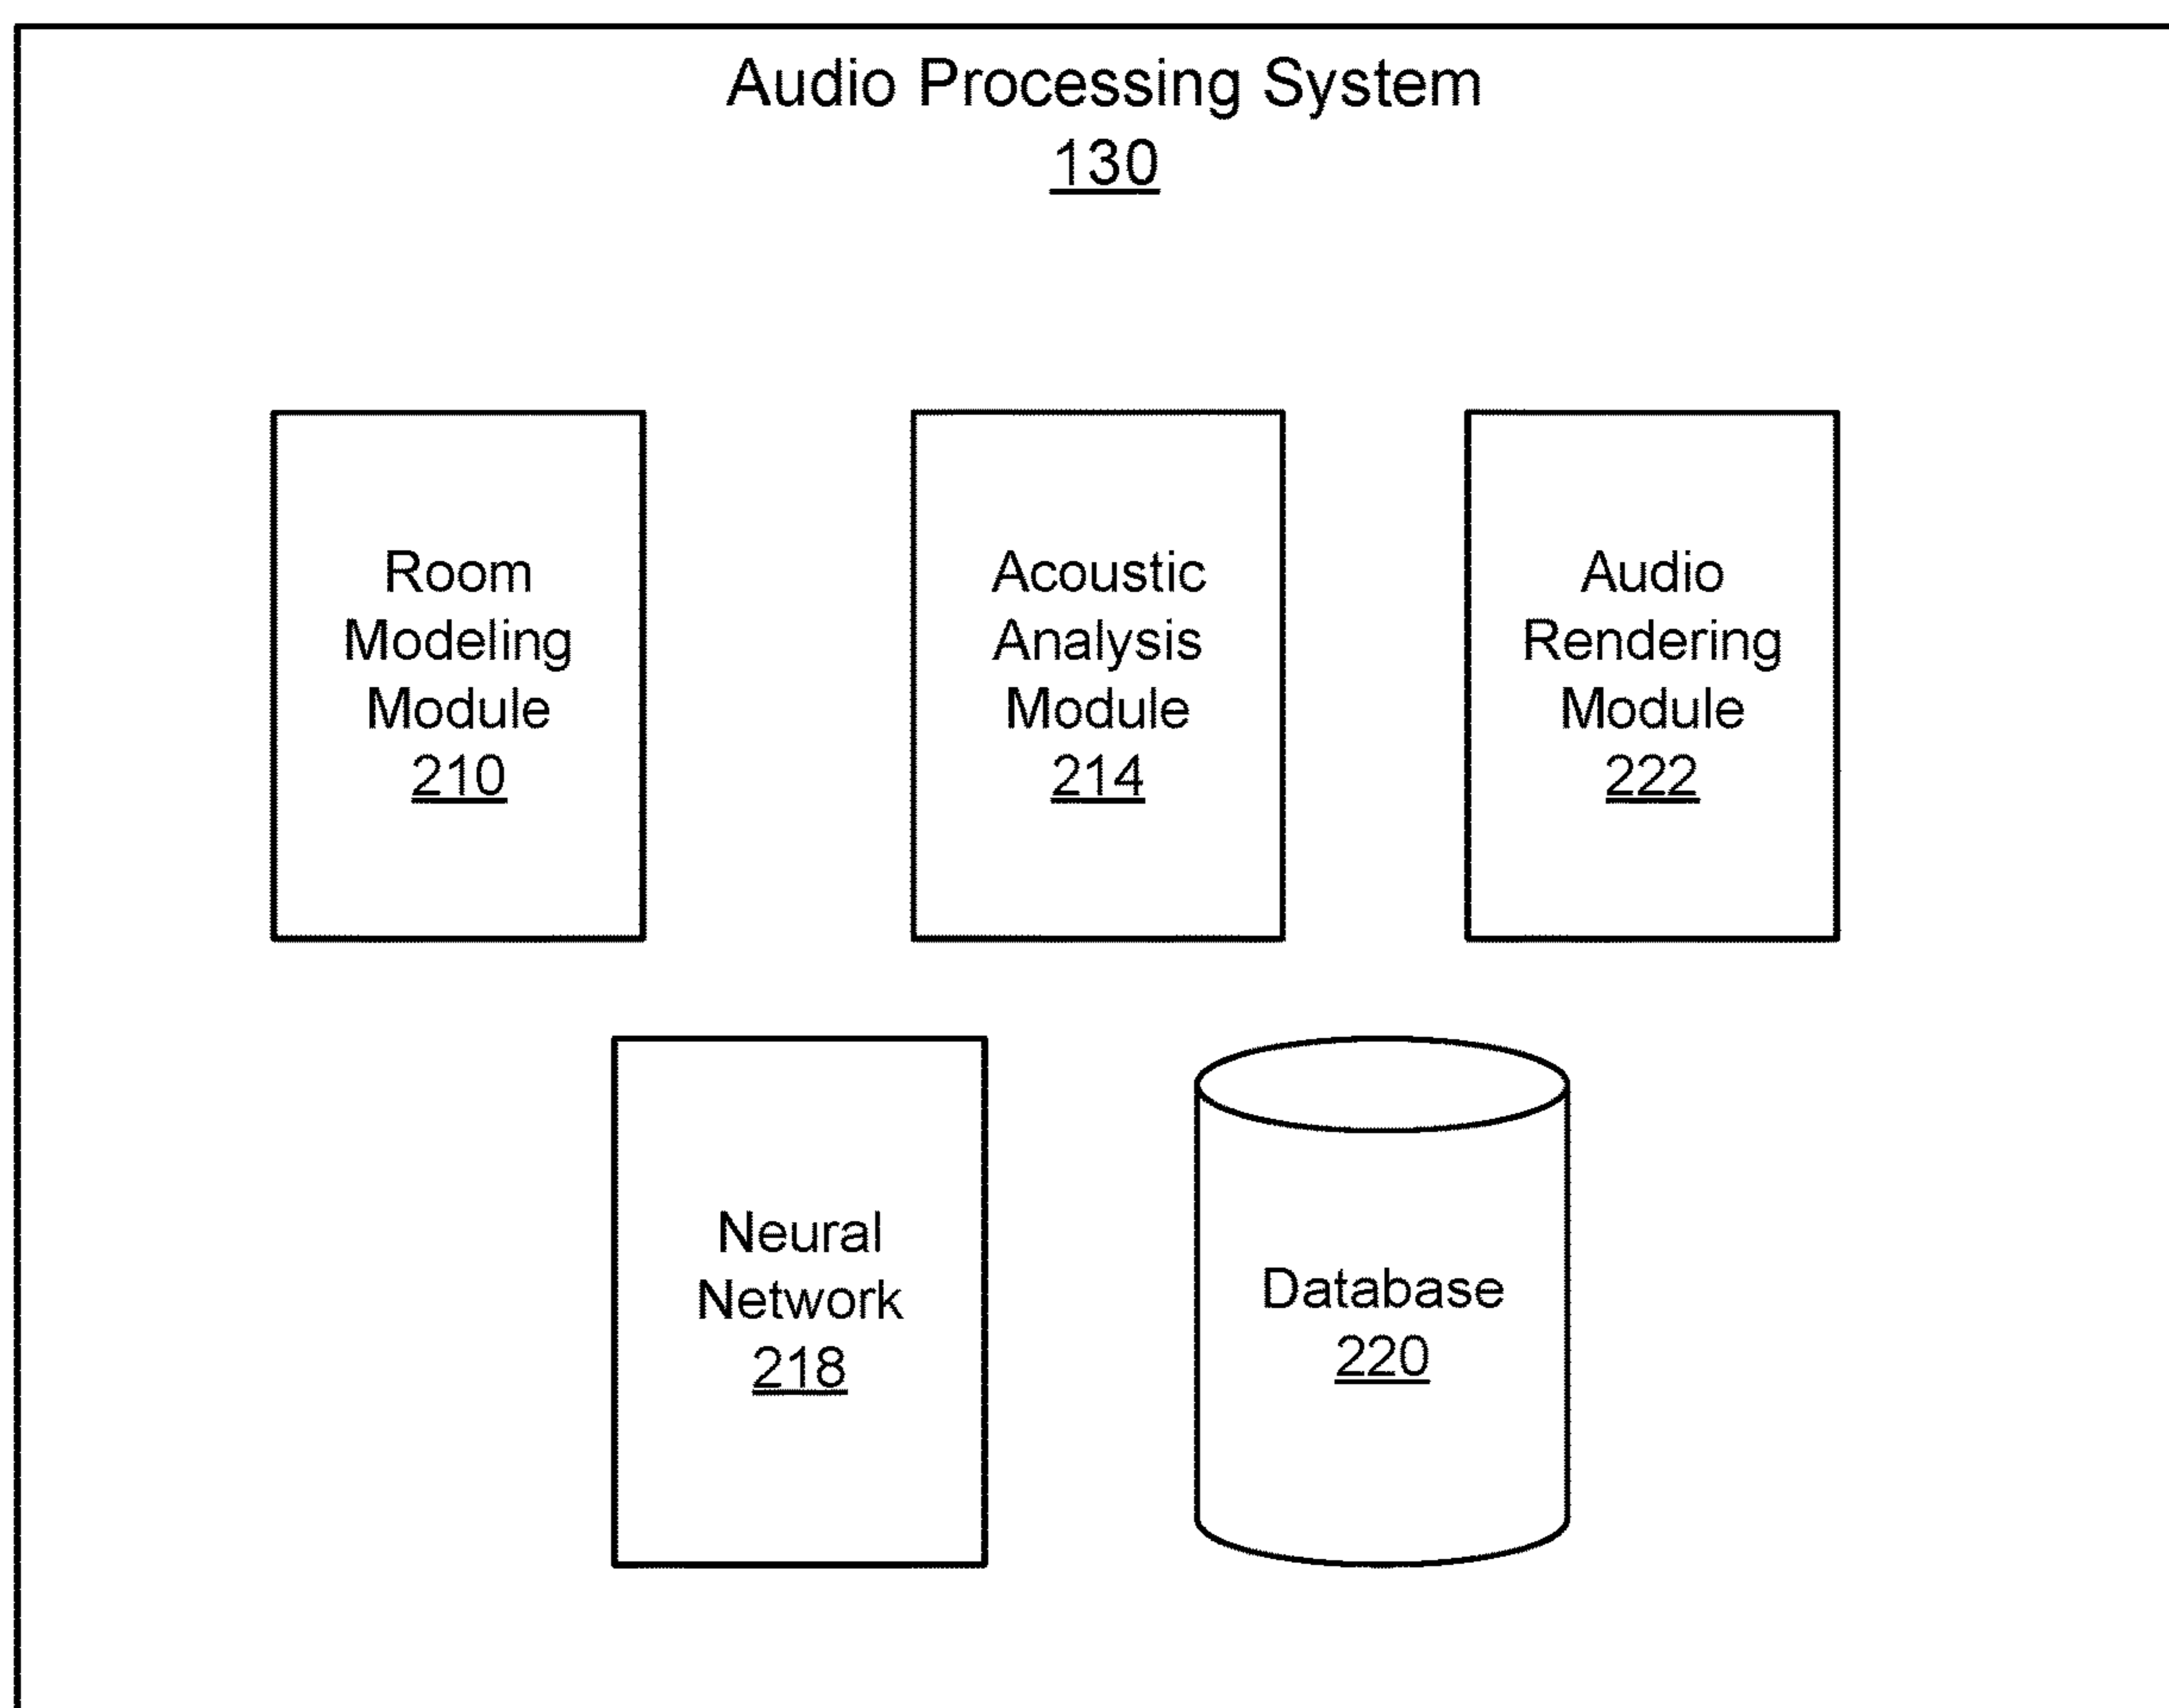 Audio Processing System
130
Room
Modeling
Module
210
Acoustic
Analysis
Module
214
Audio
Rendering
Module
222
Neural
Network
218
Database
220